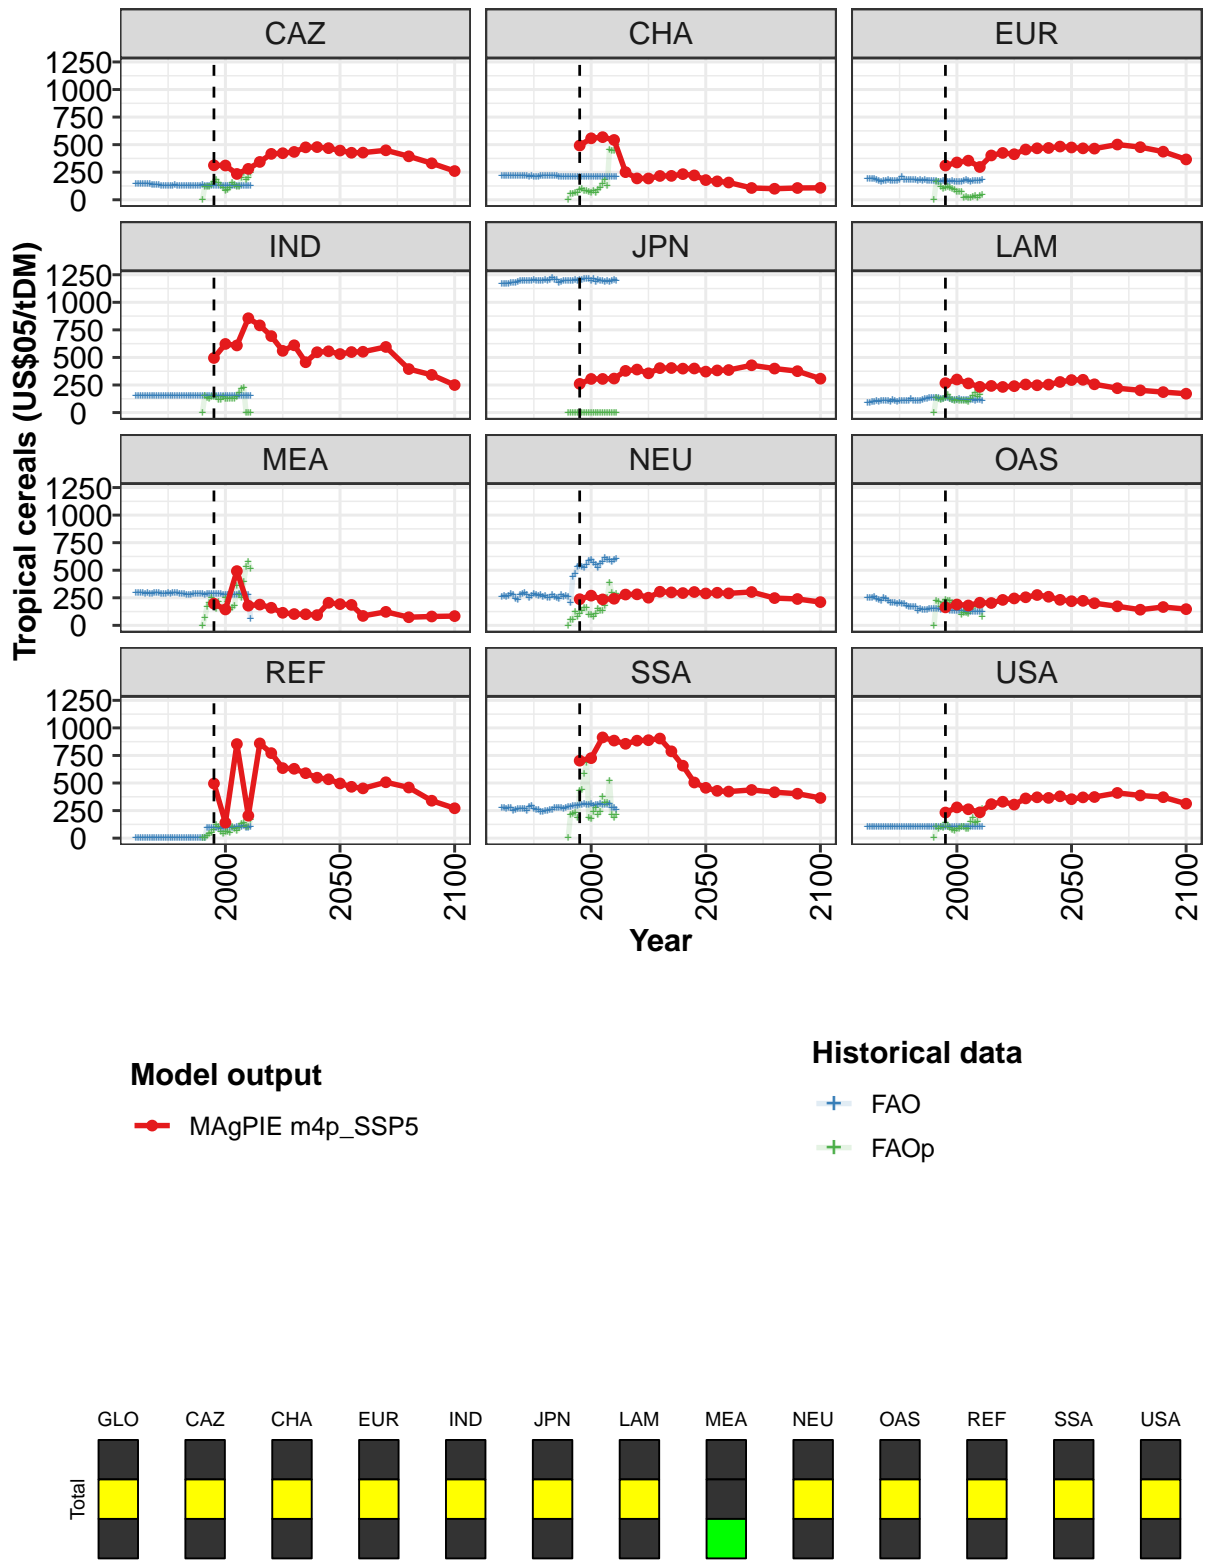 CAZ CHA EUR
1250
1000
750
500
250
0
IND JPN LAM
1250
1000
750
500
250
0
MEA NEU OAS
1250
1000
750
500
250
0
REF SSA USA
1250
1000
750
500
250
0
Tropical cereals (US$05/tDM)
2000 2050 2100 2000 2050 2100 2000 2050 2100
Year
Model output
MAgPIE m4p_SSP5
Historical data
FAO
FAOp
GLO CAZ CHA EUR IND JPN LAM MEA NEU OAS REF SSA USA
Total